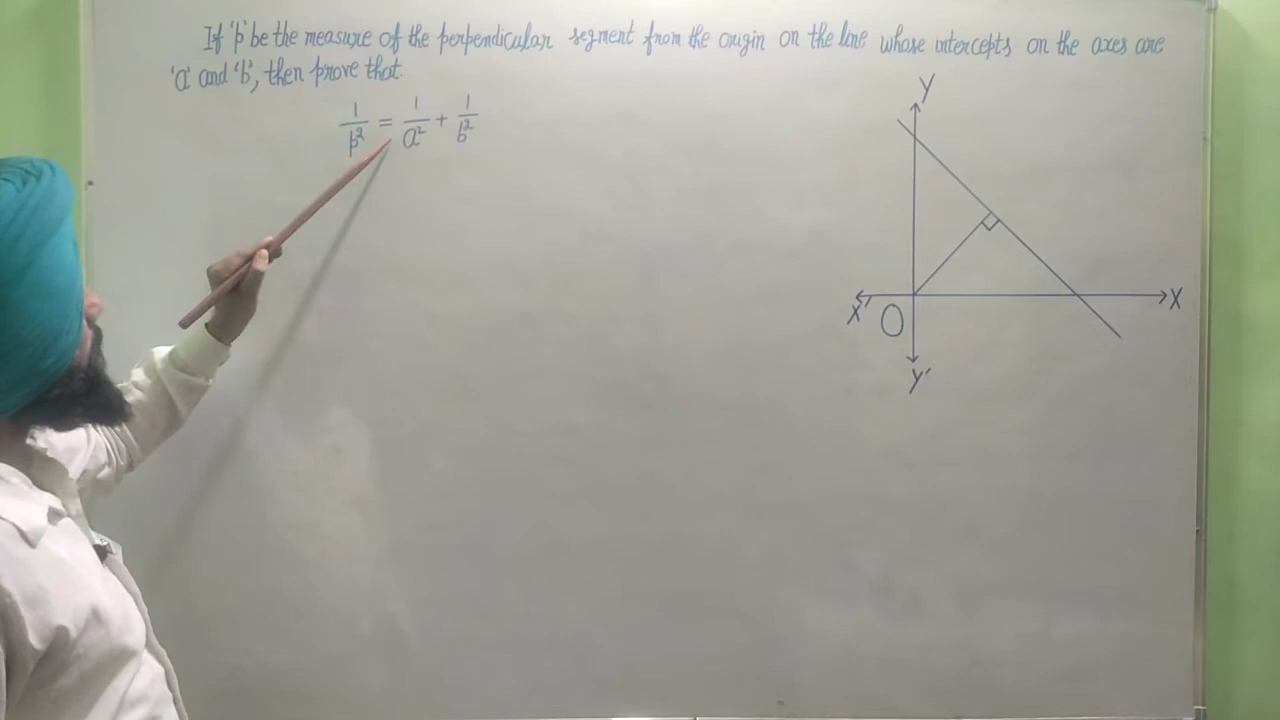 If 'p' be the measure of the perpendicular segment from the origin on the line whose intercepts on the axes are
'a' and 'b', then prove that.
1/p² = 1/a² + 1/b²
Y
X' O X
Y'